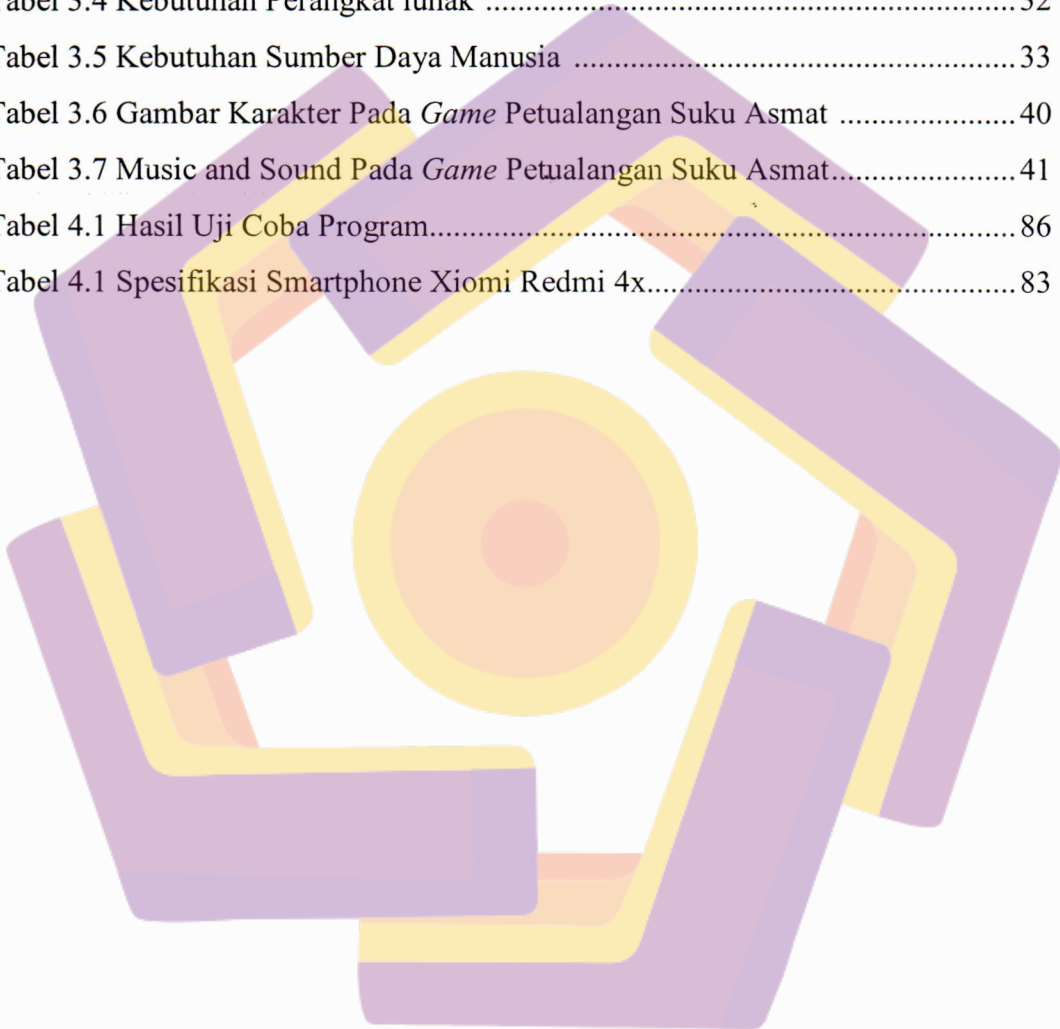 Tabel 3.4 Kebutuhan Perangkat lunak ........................................................................ 32
Tabel 3.5 Kebutuhan Sumber Daya Manusia ............................................................ 33
Tabel 3.6 Gambar Karakter Pada Game Petualangan Suku Asmat ........................ 40
Tabel 3.7 Music and Sound Pada Game Petualangan Suku Asmat......................... 41
Tabel 4.1 Hasil Uji Coba Program................................................................................ 86
Tabel 4.1 Spesifikasi Smartphone Xiomi Redmi 4x.................................................. 83